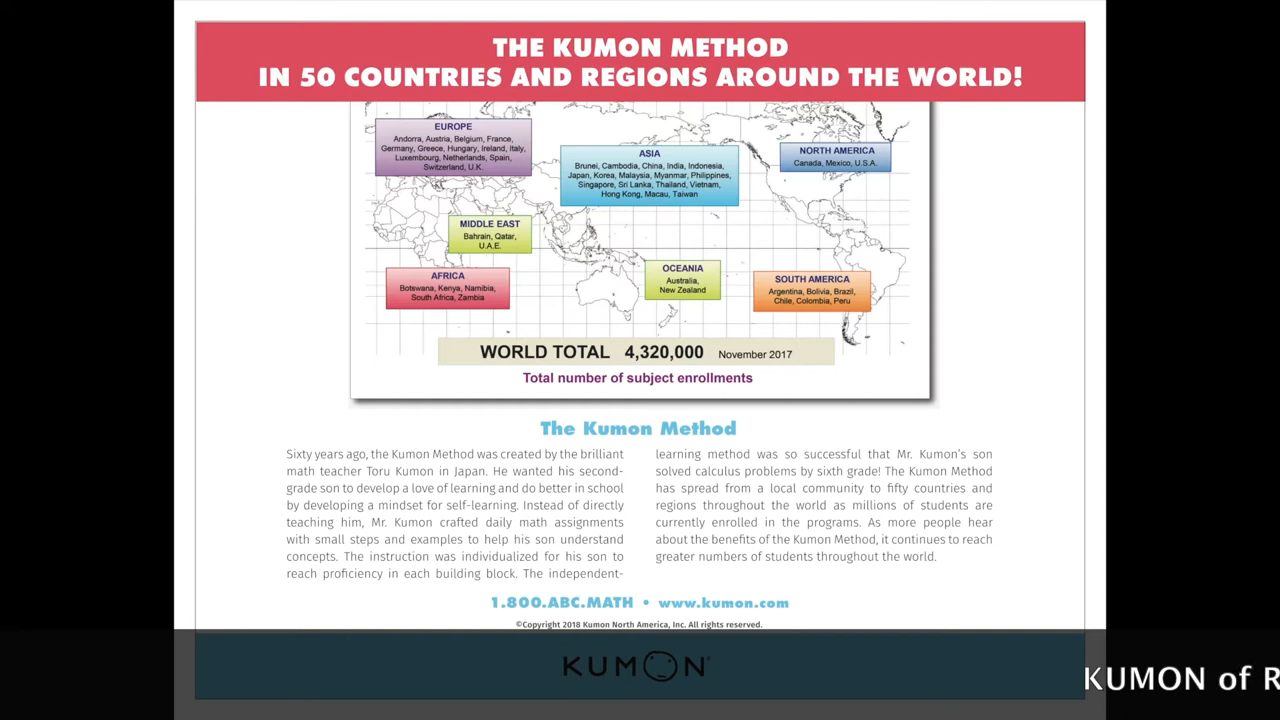 THE KUMON METHOD
IN 50 COUNTRIES AND REGIONS AROUND THE WORLD!
EUROPE
Andorra, Austria, Belgium, France,
Germany, Greece, Hungary, Ireland, Italy,
Luxembourg, Netherlands, Spain,
Switzerland, U.K.
ASIA
Brunei, Cambodia, China, India, Indonesia,
Japan, Korea, Malaysia, Myanmar, Philippines,
Singapore, Sri Lanka, Thailand, Vietnam,
Hong Kong, Macau, Taiwan
NORTH AMERICA
Canada, Mexico, U.S.A.
MIDDLE EAST
Bahrain, Qatar,
U.A.E.
AFRICA
Botswana, Kenya, Namibia,
South Africa, Zambia
OCEANIA
Australia,
New Zealand
SOUTH AMERICA
Argentina, Bolivia, Brazil,
Chile, Colombia, Peru
WORLD TOTAL 4,320,000 November 2017
Total number of subject enrollments
The Kumon Method
Sixty years ago, the Kumon Method was created by the brilliant
math teacher Toru Kumon in Japan. He wanted his second-
grade son to develop a love of learning and do better in school
by developing a mindset for self-learning. Instead of directly
teaching him, Mr. Kumon crafted daily math assignments
with small steps and examples to help his son understand
concepts. The instruction was individualized for his son to
reach proficiency in each building block. The independent-
learning method was so successful that Mr. Kumon's son
solved calculus problems by sixth grade! The Kumon Method
has spread from a local community to fifty countries and
regions throughout the world as millions of students are
currently enrolled in the programs. As more people hear
about the benefits of the Kumon Method, it continues to reach
greater numbers of students throughout the world.
1.800.ABC.MATH • www.kumon.com
©Copyright 2018 Kumon North America, Inc. All rights reserved.
KUMON®
KUMON of R